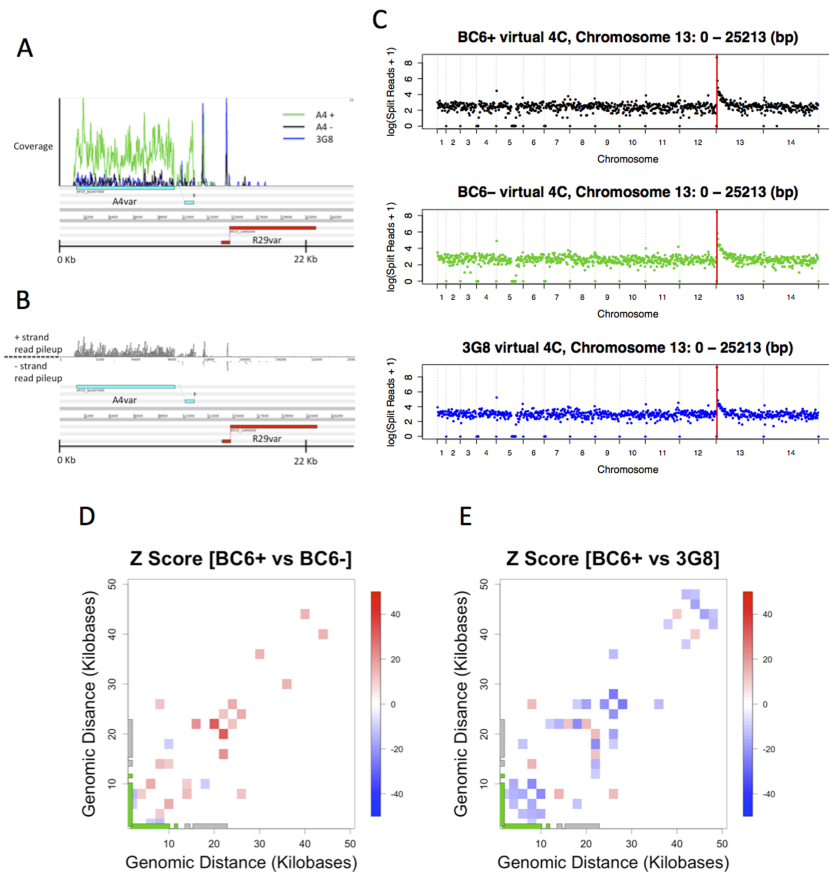 A
Coverage
A4 +
A4 -
3G8
A4var
R29var
0 Kb
22 Kb
B
+ strand
read pileup
- strand
read pileup
A4var
R29var
0 Kb
22 Kb
C
BC6+ virtual 4C, Chromosome 13: 0 – 25213 (bp)
log(Split Reads + 1)
8
6
4
2
0
1 2 3 4 5 6 7 8 9 10 11 12 13 14
Chromosome
BC6– virtual 4C, Chromosome 13: 0 – 25213 (bp)
log(Split Reads + 1)
8
6
4
2
0
1 2 3 4 5 6 7 8 9 10 11 12 13 14
Chromosome
3G8 virtual 4C, Chromosome 13: 0 – 25213 (bp)
log(Split Reads + 1)
8
6
4
2
0
1 2 3 4 5 6 7 8 9 10 11 12 13 14
Chromosome
D
Z Score [BC6+ vs BC6-]
Genomic Disance (Kilobases)
50
40
30
20
10
10 20 30 40 50
Genomic Distance (Kilobases)
40
20
0
-20
-40
E
Z Score [BC6+ vs 3G8]
Genomic Disance (Kilobases)
50
40
30
20
10
10 20 30 40 50
Genomic Distance (Kilobases)
40
20
0
-20
-40